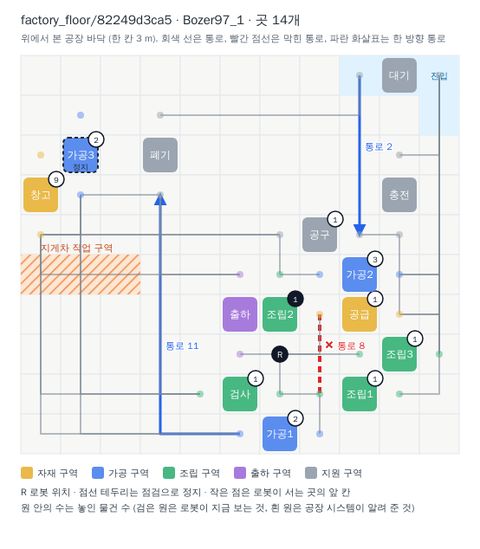 factory_floor/82249d3ca5 · Bozer97_1 · 곳 14개
위에서 본 공장 바닥 (한 칸 3 m). 회색 선은 통로, 빨간 점선은 막힌 통로, 파란 화살표는 한 방향 통로
대기
전립
통로 2
가공3
2
정지
폐기
창고
9
충전
공구
1
지게차 작업 구역
가공2
3
출하
조립2
1
공급
1
통로 11
R
✕ 통로 8
조립3
1
검사
1
조립1
1
가공1
2
자재 구역
가공 구역
조립 구역
출하 구역
지원 구역
R 로봇 위치 · 점선 테두리는 점검으로 정지 · 작은 점은 로봇이 서는 곳의 앞 칸
원 안의 수는 놓인 물건 수 (검은 원은 로봇이 지금 보는 것, 흰 원은 공장 시스템이 알려 준 것)